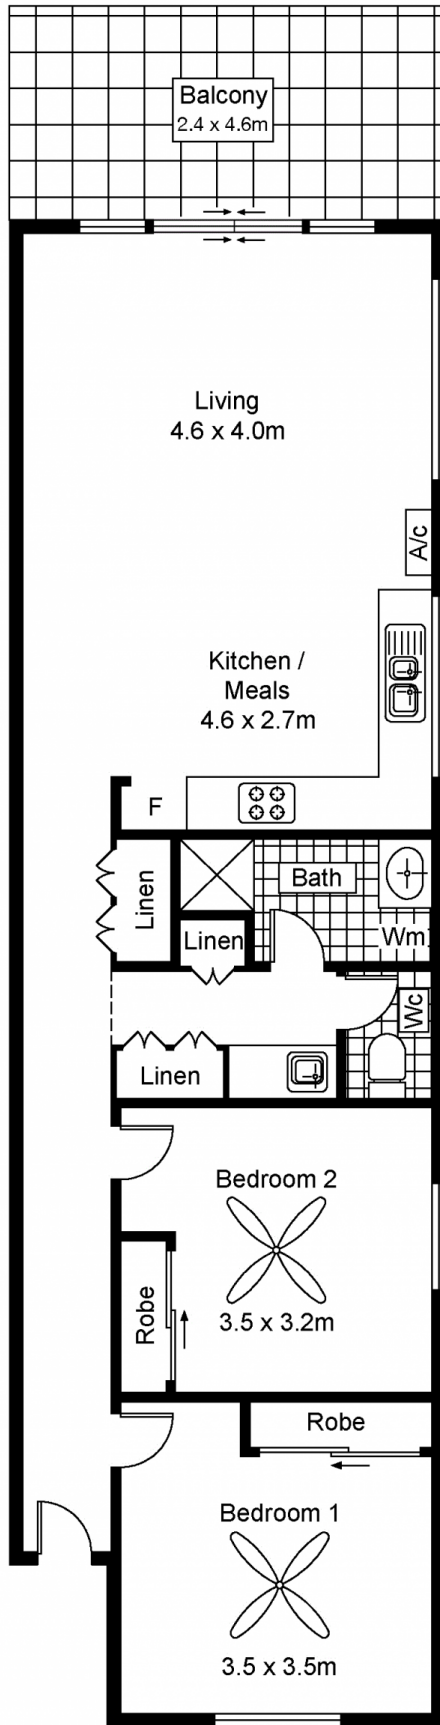 Balcony
2.4 x 4.6m
Living
4.6 x 4.0m
A/c
Kitchen /
Meals
4.6 x 2.7m
F
Linen
Bath
Linen
Wm
Wc
Linen
Bedroom 2
3.5 x 3.2m
Robe
Robe
Bedroom 1
3.5 x 3.5m